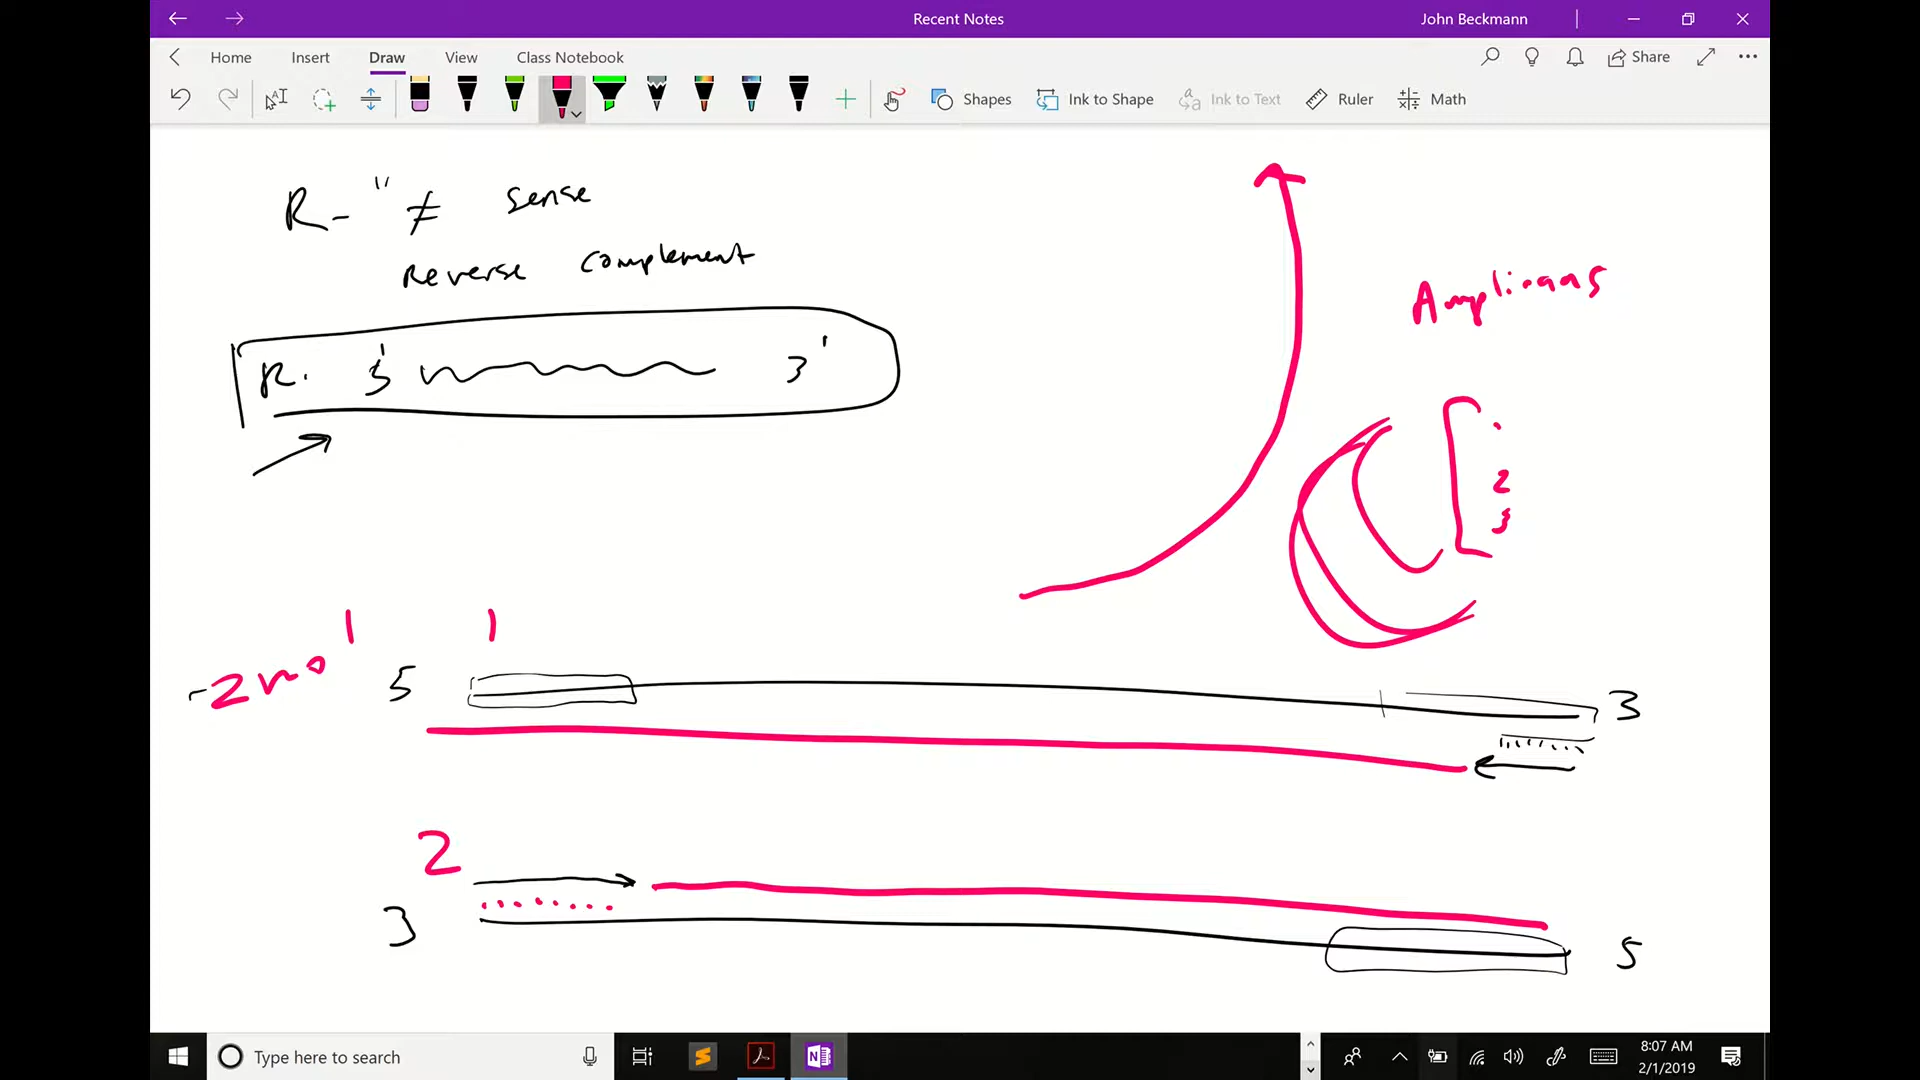 Recent Notes
John Beckmann
Home Insert Draw View Class Notebook
Share
Shapes Ink to Shape Ink to Text Ruler Math
R- " ≠ sense
Reverse complement
R. 5' 3'
Amplicons
2
3
1 1
5 3
2
3 5
Type here to search
8:07 AM
2/1/2019